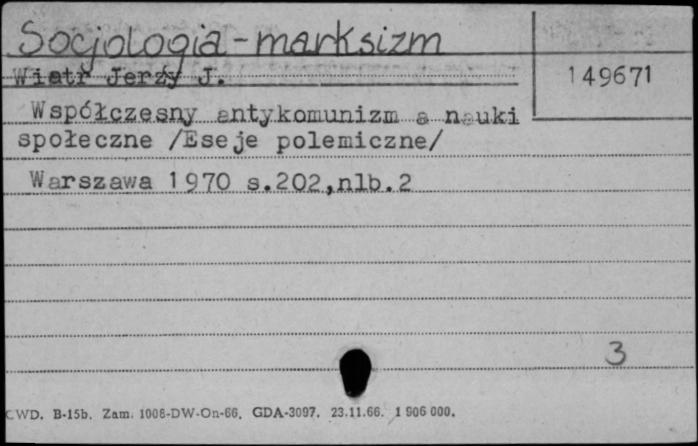 Socjologia - marksizm
Wiatr Jerzy J.
149671
Współczesny antykomunizm a nauki
społeczne /Eseje polemiczne/
Warszawa 1970 s.202,nlb.2
3
CWD. B-15b. Zam. 1008-DW-On-66. GDA-3097. 23.11.66. 1 906 000.